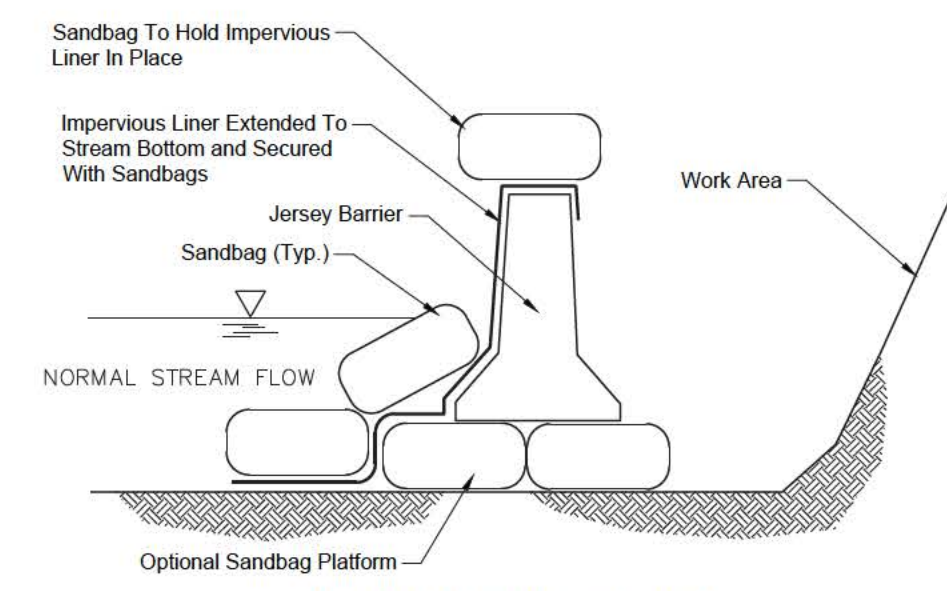 Sandbag To Hold Impervious
Liner In Place
Impervious Liner Extended To
Stream Bottom and Secured
With Sandbags
Work Area
Jersey Barrier
Sandbag (Typ.)
NORMAL STREAM FLOW
Optional Sandbag Platform